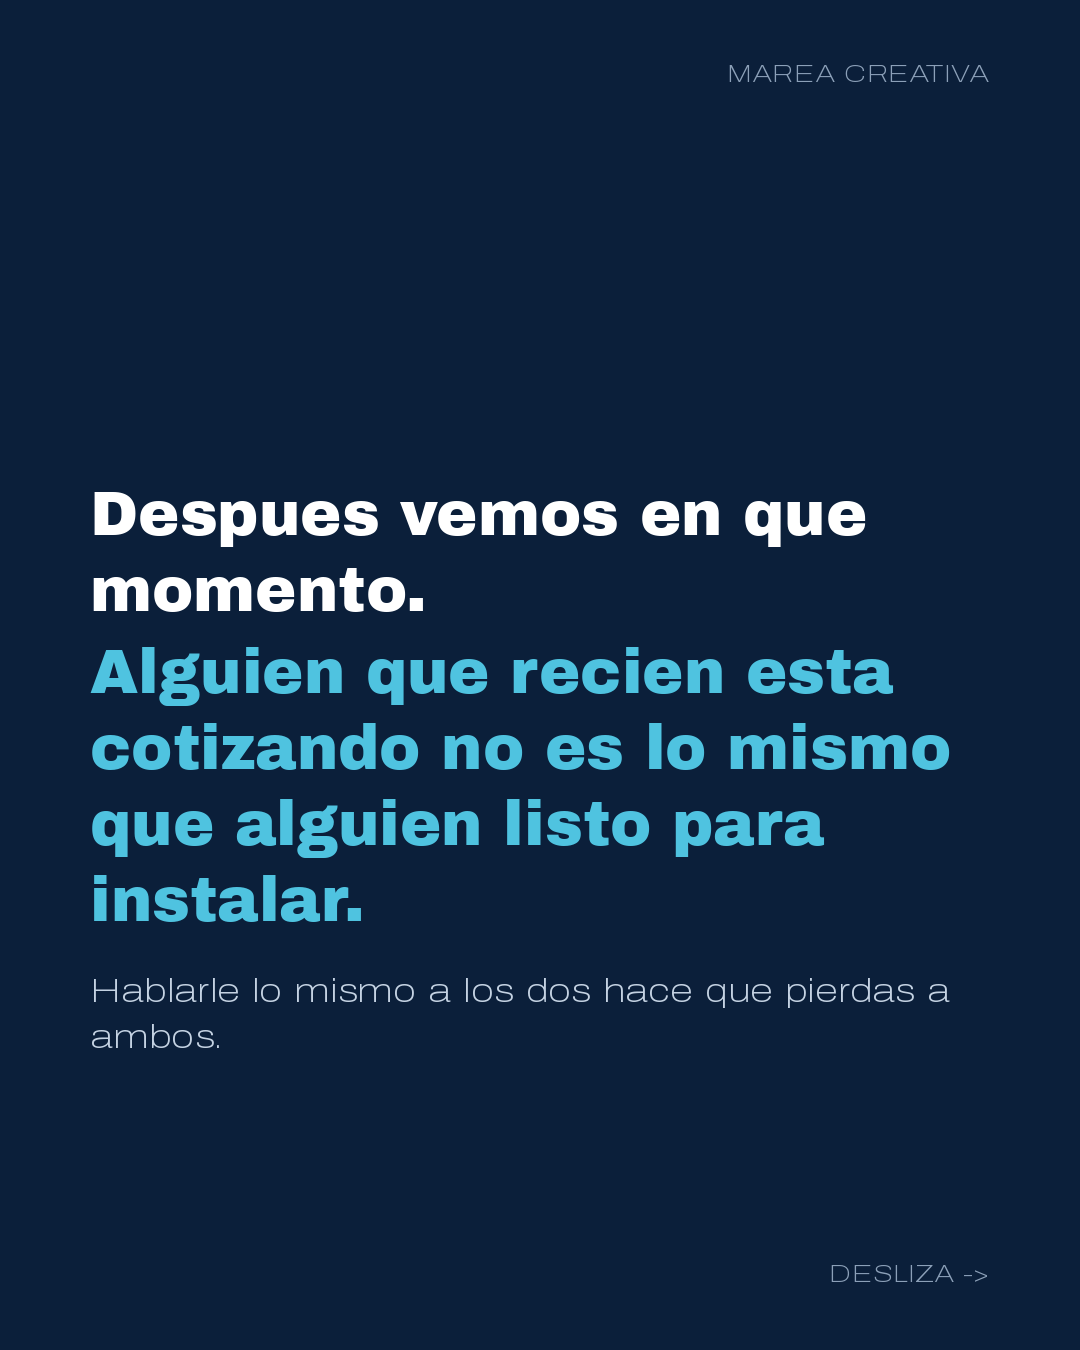 MAREA CREATIVA
Despues vemos en que
momento.
Alguien que recien esta
cotizando no es lo mismo
que alguien listo para
instalar.
Hablarle lo mismo a los dos hace que pierdas a
ambos.
DESLIZA ->